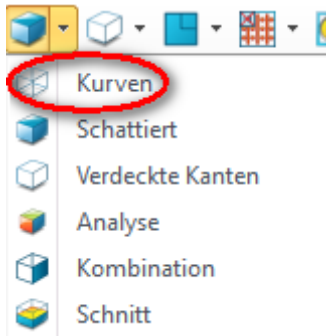 Kurven
Schattiert
Verdeckte Kanten
Analyse
Kombination
Schnitt